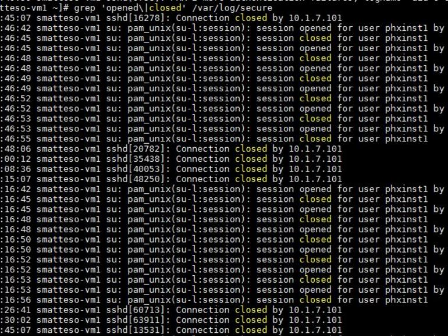 tteso-vm1 ~]# grep 'opened\|closed' /var/log/secure
:45:07 smatteso-vm1 sshd[16278]: Connection closed by 10.1.7.101
:46:42 smatteso-vm1 su: pam_unix(su-l:session): session opened for user phxinst1 by
:46:45 smatteso-vm1 su: pam_unix(su-l:session): session closed for user phxinst1
:46:45 smatteso-vm1 su: pam_unix(su-l:session): session opened for user phxinst1 by
:46:48 smatteso-vm1 su: pam_unix(su-l:session): session closed for user phxinst1
:46:48 smatteso-vm1 su: pam_unix(su-l:session): session opened for user phxinst1 by
:46:49 smatteso-vm1 su: pam_unix(su-l:session): session closed for user phxinst1
:46:49 smatteso-vm1 su: pam_unix(su-l:session): session opened for user phxinst1 by
:46:52 smatteso-vm1 su: pam_unix(su-l:session): session closed for user phxinst1
:46:52 smatteso-vm1 su: pam_unix(su-l:session): session opened for user phxinst1 by
:46:53 smatteso-vm1 su: pam_unix(su-l:session): session closed for user phxinst1
:46:53 smatteso-vm1 su: pam_unix(su-l:session): session opened for user phxinst1 by
:46:55 smatteso-vm1 su: pam_unix(su-l:session): session closed for user phxinst1
:48:06 smatteso-vm1 sshd[20782]: Connection closed by 10.1.7.101
:00:12 smatteso-vm1 sshd[35438]: Connection closed by 10.1.7.101
:08:36 smatteso-vm1 sshd[40053]: Connection closed by 10.1.7.101
:15:07 smatteso-vm1 sshd[48250]: Connection closed by 10.1.7.101
:16:42 smatteso-vm1 su: pam_unix(su-l:session): session opened for user phxinst1 by
:16:45 smatteso-vm1 su: pam_unix(su-l:session): session closed for user phxinst1
:16:45 smatteso-vm1 su: pam_unix(su-l:session): session opened for user phxinst1 by
:16:48 smatteso-vm1 su: pam_unix(su-l:session): session closed for user phxinst1
:16:48 smatteso-vm1 su: pam_unix(su-l:session): session opened for user phxinst1 by
:16:50 smatteso-vm1 su: pam_unix(su-l:session): session closed for user phxinst1
:16:50 smatteso-vm1 su: pam_unix(su-l:session): session opened for user phxinst1 by
:16:52 smatteso-vm1 su: pam_unix(su-l:session): session closed for user phxinst1
:16:52 smatteso-vm1 su: pam_unix(su-l:session): session opened for user phxinst1 by
:16:53 smatteso-vm1 su: pam_unix(su-l:session): session closed for user phxinst1
:16:53 smatteso-vm1 su: pam_unix(su-l:session): session opened for user phxinst1 by
:16:56 smatteso-vm1 su: pam_unix(su-l:session): session closed for user phxinst1
:26:41 smatteso-vm1 sshd[60713]: Connection closed by 10.1.7.101
:30:02 smatteso-vm1 sshd[63911]: Connection closed by 10.1.7.101
:45:07 smatteso-vm1 sshd[13531]: Connection closed by 10.1.7.101